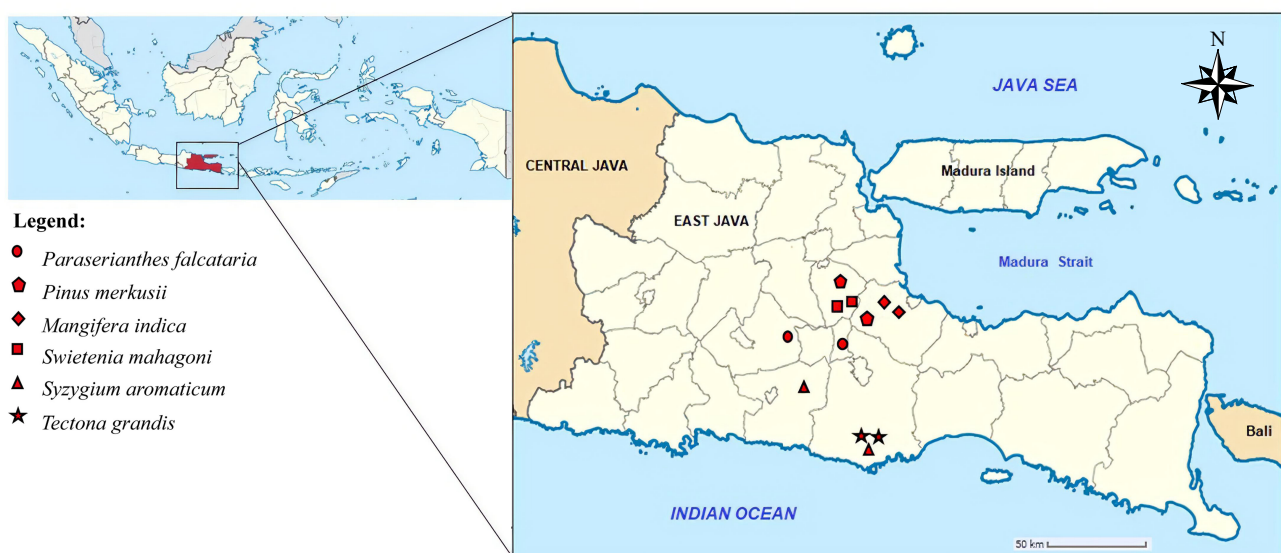 N
JAVA SEA
CENTRAL JAVA
Madura Island
EAST JAVA
Madura Strait
Bali
INDIAN OCEAN
50 km
Legend:
Paraserianthes falcataria
Pinus merkusii
Mangifera indica
Swietenia mahagoni
Syzygium aromaticum
Tectona grandis